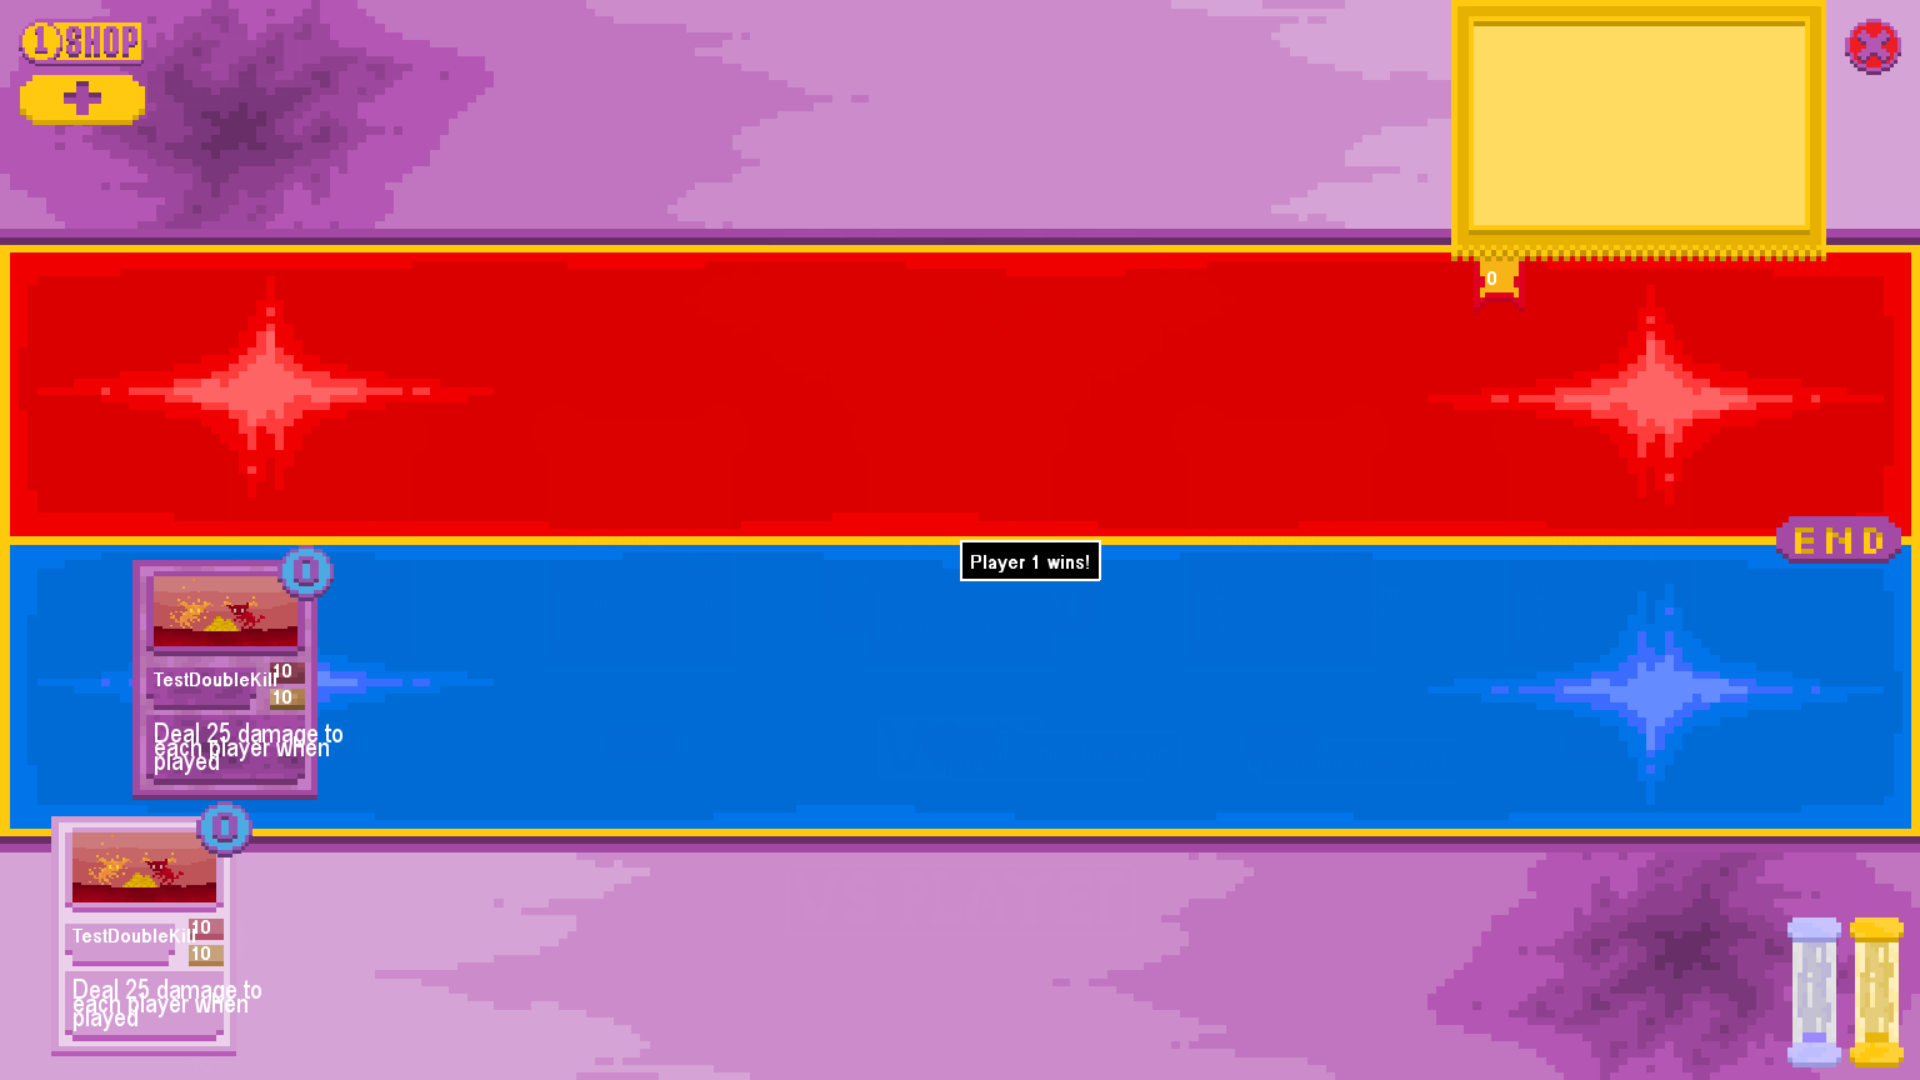 1 SHOP
0
END
Player 1 wins!
0
TestDoubleKill
10
10
Deal 25 damage to
each player when
played
0
TestDoubleKill
10
10
Deal 25 damage to
each player when
played